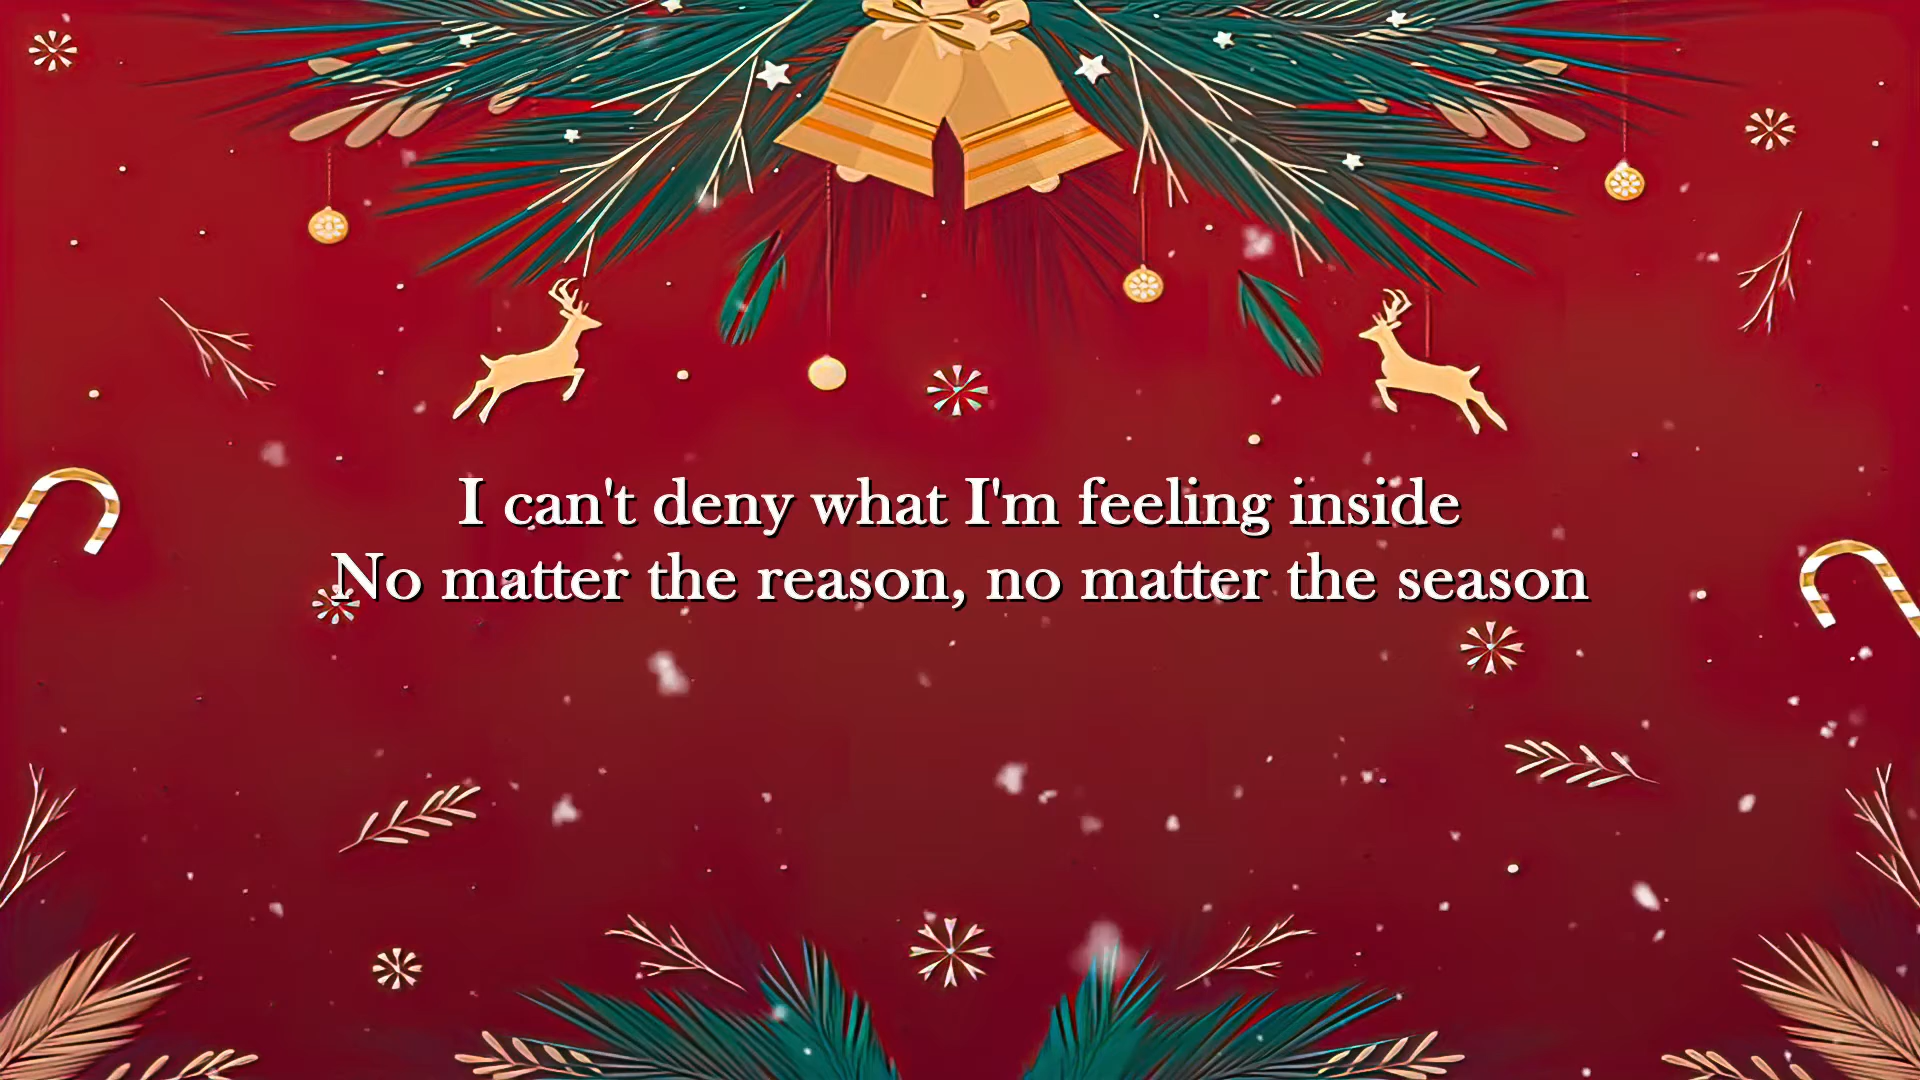 I can't deny what I'm feeling inside
No matter the reason, no matter the season